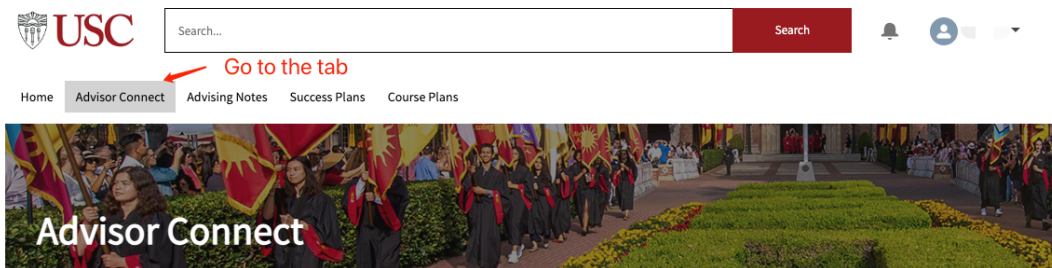 USC
Search...
Search
Go to the tab
Home
Advisor Connect
Advising Notes
Success Plans
Course Plans
Advisor Connect